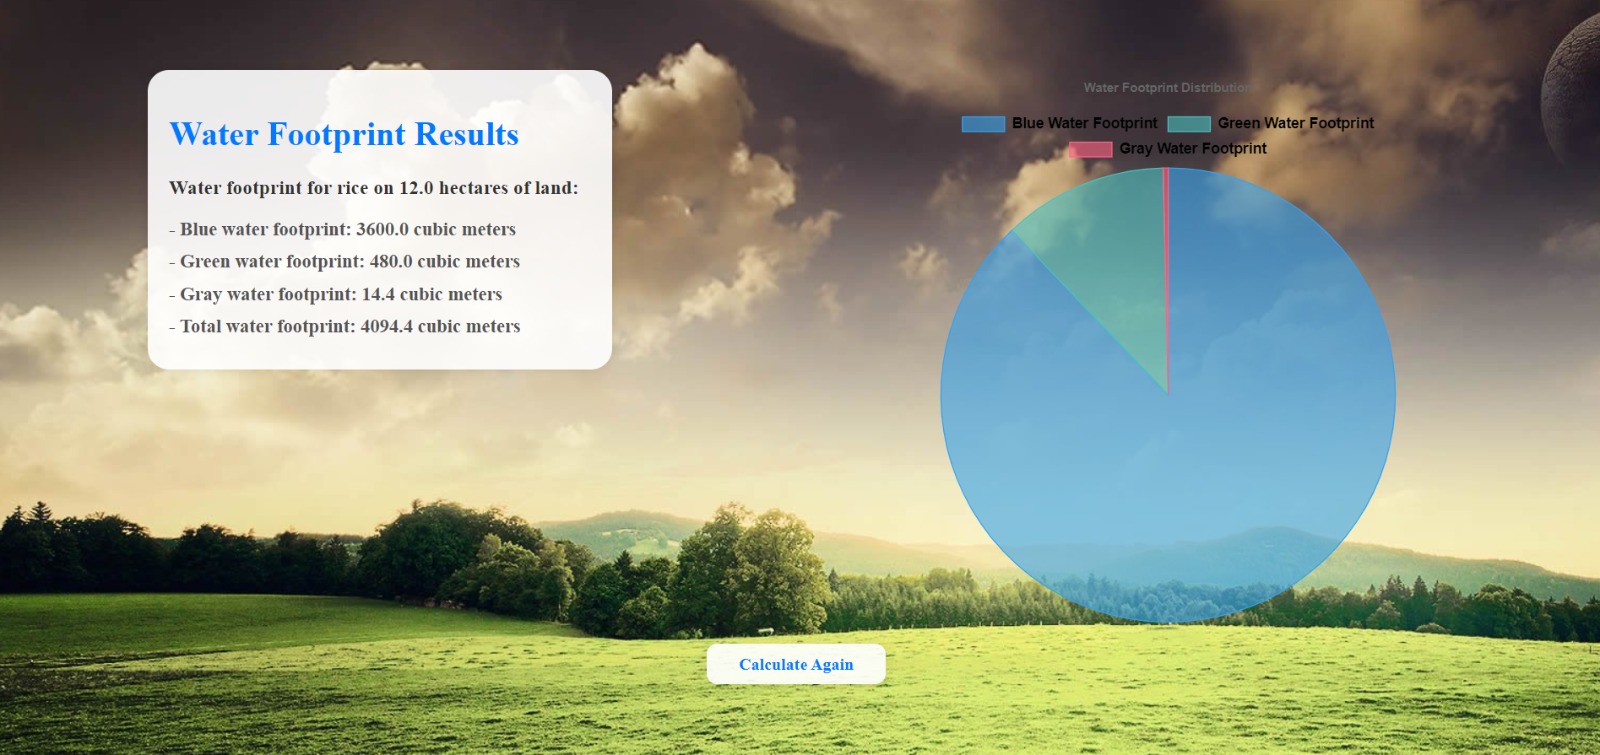 Water Footprint Results
Water footprint for rice on 12.0 hectares of land:
- Blue water footprint: 3600.0 cubic meters
- Green water footprint: 480.0 cubic meters
- Gray water footprint: 14.4 cubic meters
- Total water footprint: 4094.4 cubic meters
Water Footprint Distribution
Blue Water Footprint Green Water Footprint
Gray Water Footprint
Calculate Again